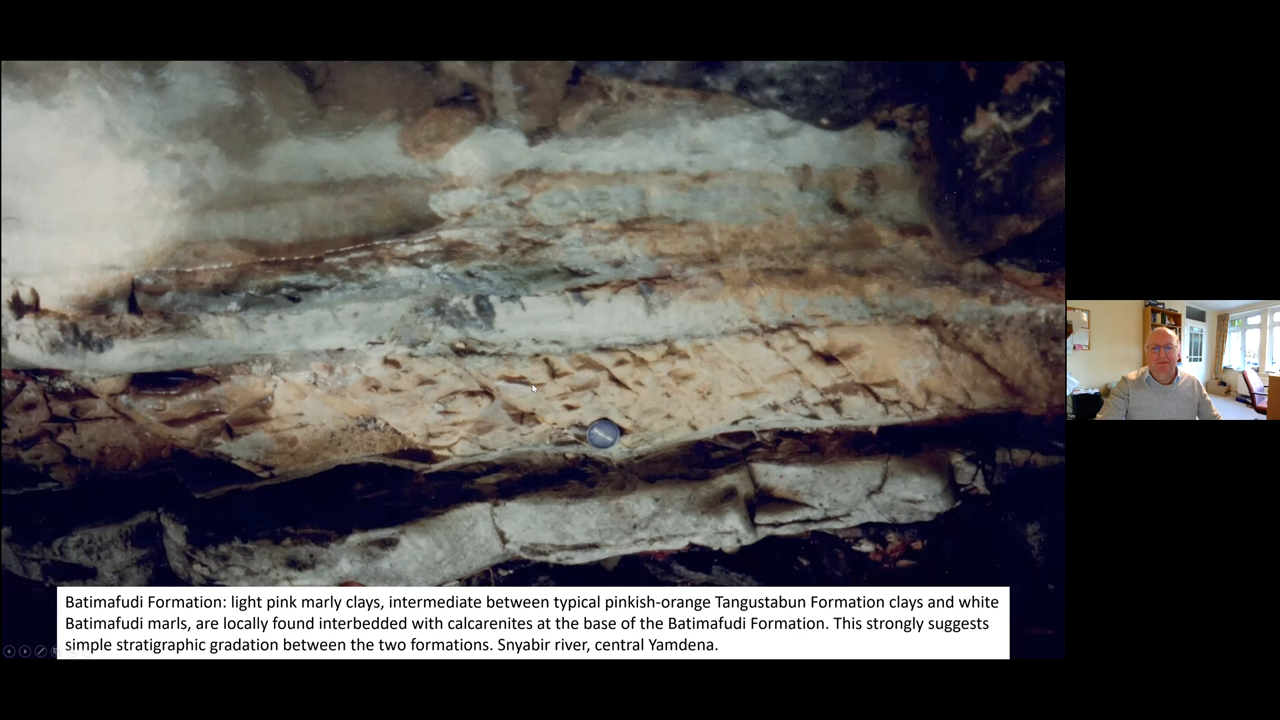 Batimafudi Formation: light pink marly clays, intermediate between typical pinkish-orange Tangustabun Formation clays and white
Batimafudi marls, are locally found interbedded with calcarenites at the base of the Batimafudi Formation. This strongly suggests
simple stratigraphic gradation between the two formations. Snyabir river, central Yamdena.